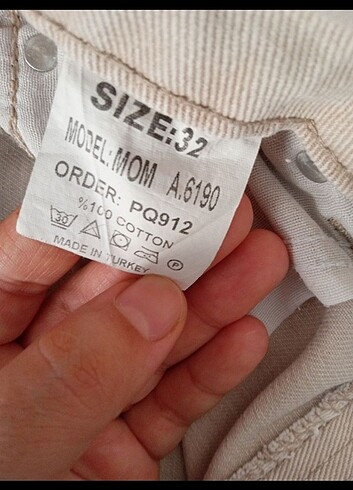 SIZE:32
MODEL:MOM A.6190
ORDER: PQ912
%100 COTTON
30 P
MADE IN TURKEY